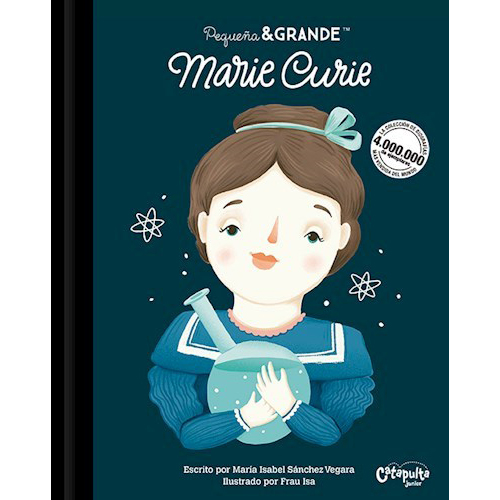 Pequeña &GRANDE™
Marie Curie
LA COLECCIÓN DE BIOGRAFÍAS
4.000.000
de ejemplares
MÁS VENDIDA DEL MUNDO
Escrito por María Isabel Sánchez Vegara
Ilustrado por Frau Isa
Catapulta
junior